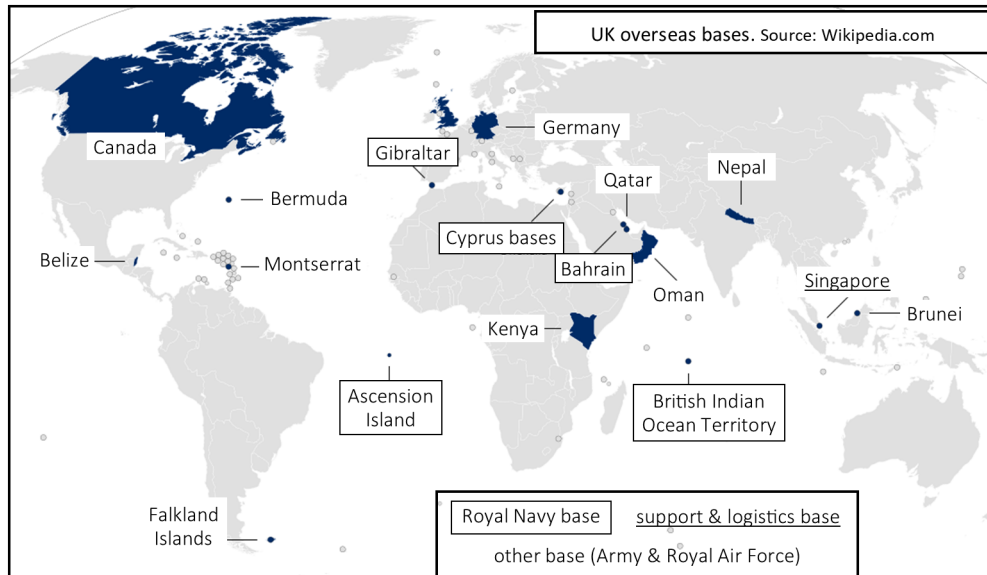 UK overseas bases. Source: Wikipedia.com
Canada
Germany
Gibraltar
Qatar
Nepal
Bermuda
Cyprus bases
Belize
Montserrat
Bahrain
Oman
Singapore
Kenya
Brunei
Ascension
Island
British Indian
Ocean Territory
Falkland
Islands
Royal Navy base
support & logistics base
other base (Army & Royal Air Force)